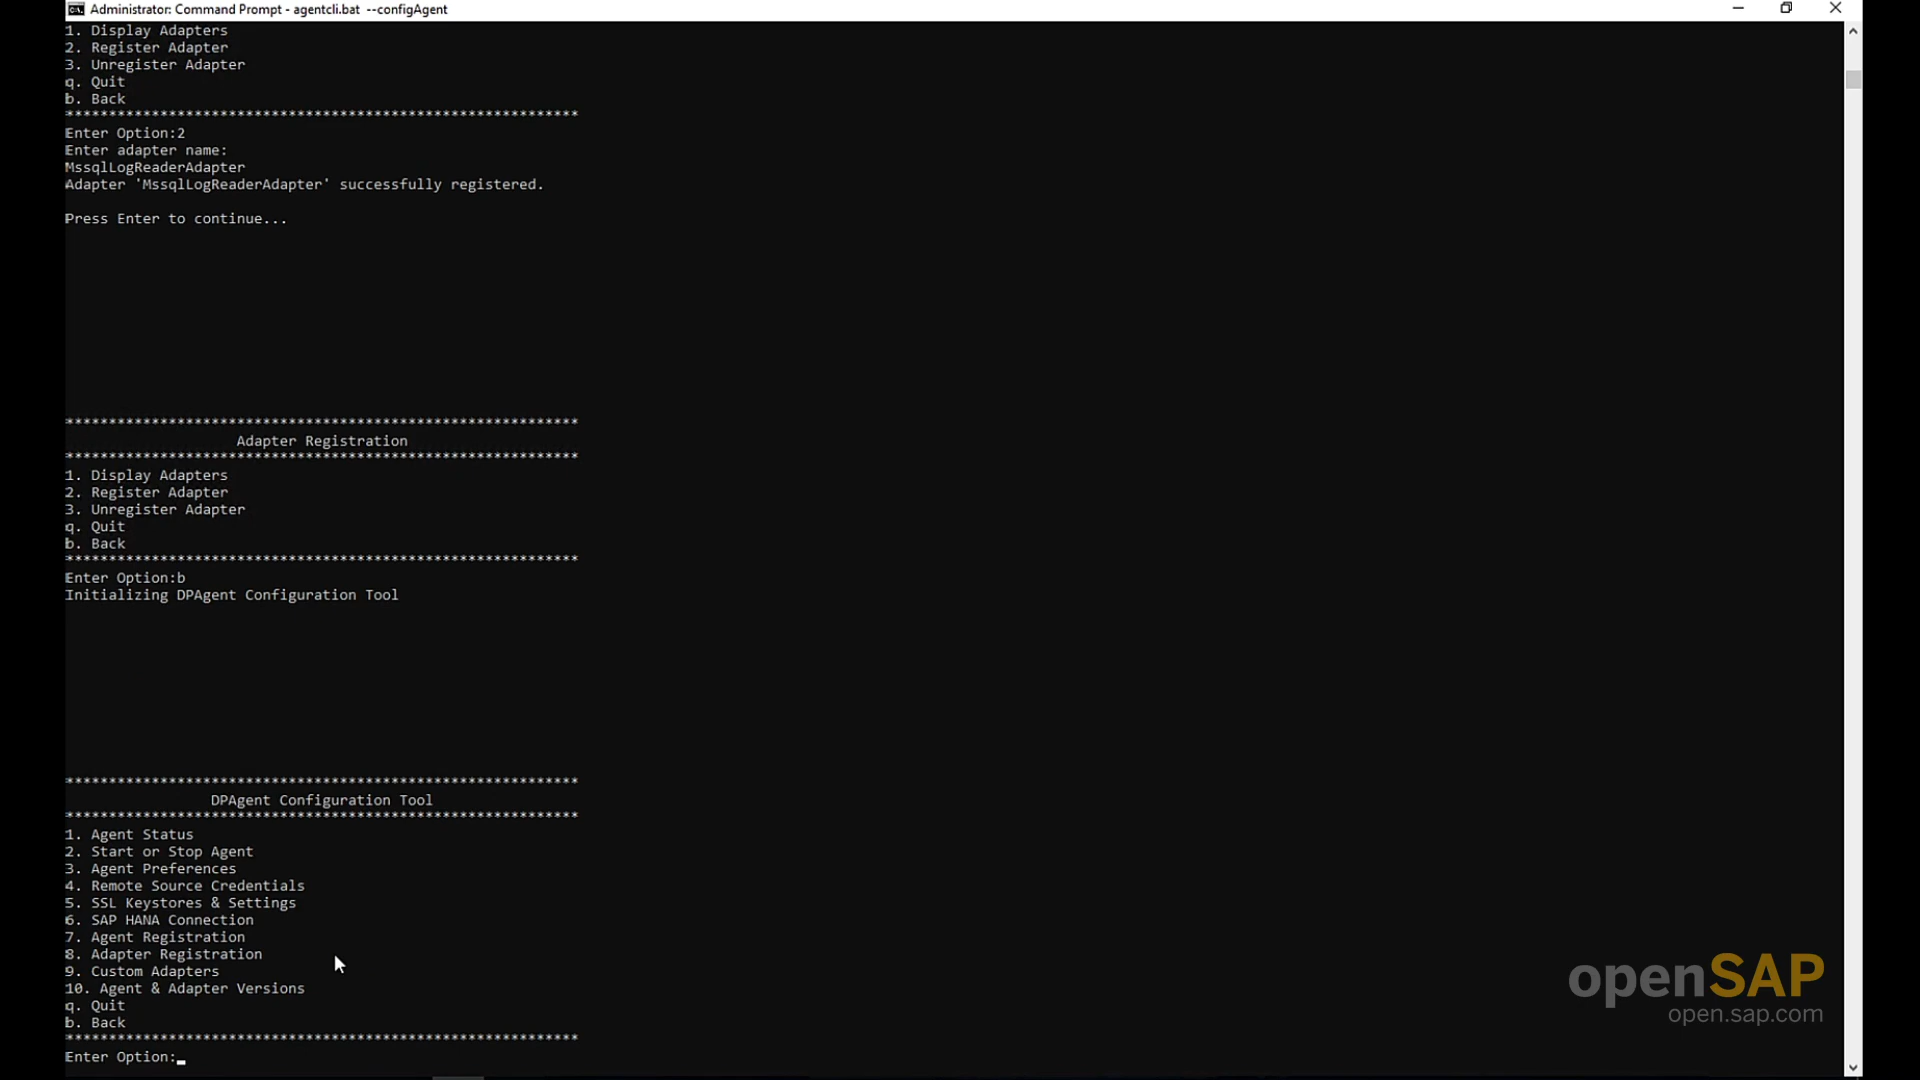 Administrator: Command Prompt - agentcli.bat --configAgent
1. Display Adapters
2. Register Adapter
3. Unregister Adapter
q. Quit
b. Back
************************************************************
Enter Option:2
Enter adapter name:
MssqlLogReaderAdapter
Adapter 'MssqlLogReaderAdapter' successfully registered.
Press Enter to continue...
************************************************************
Adapter Registration
************************************************************
1. Display Adapters
2. Register Adapter
3. Unregister Adapter
q. Quit
b. Back
************************************************************
Enter Option:b
Initializing DPAgent Configuration Tool
************************************************************
DPAgent Configuration Tool
************************************************************
1. Agent Status
2. Start or Stop Agent
3. Agent Preferences
4. Remote Source Credentials
5. SSL Keystores & Settings
6. SAP HANA Connection
7. Agent Registration
8. Adapter Registration
9. Custom Adapters
10. Agent & Adapter Versions
q. Quit
b. Back
************************************************************
Enter Option:
openSAP
open.sap.com